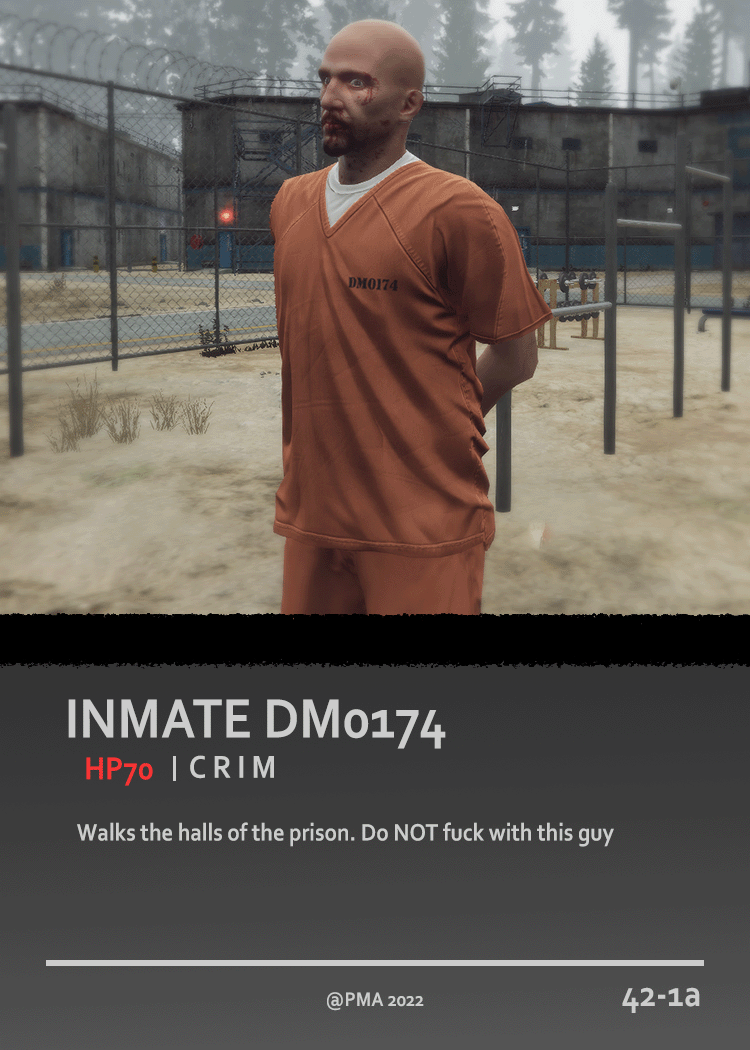 DM0174
INMATE DM0174
HP70 | CRIM
Walks the halls of the prison. Do NOT fuck with this guy
@PMA 2022
42-1a